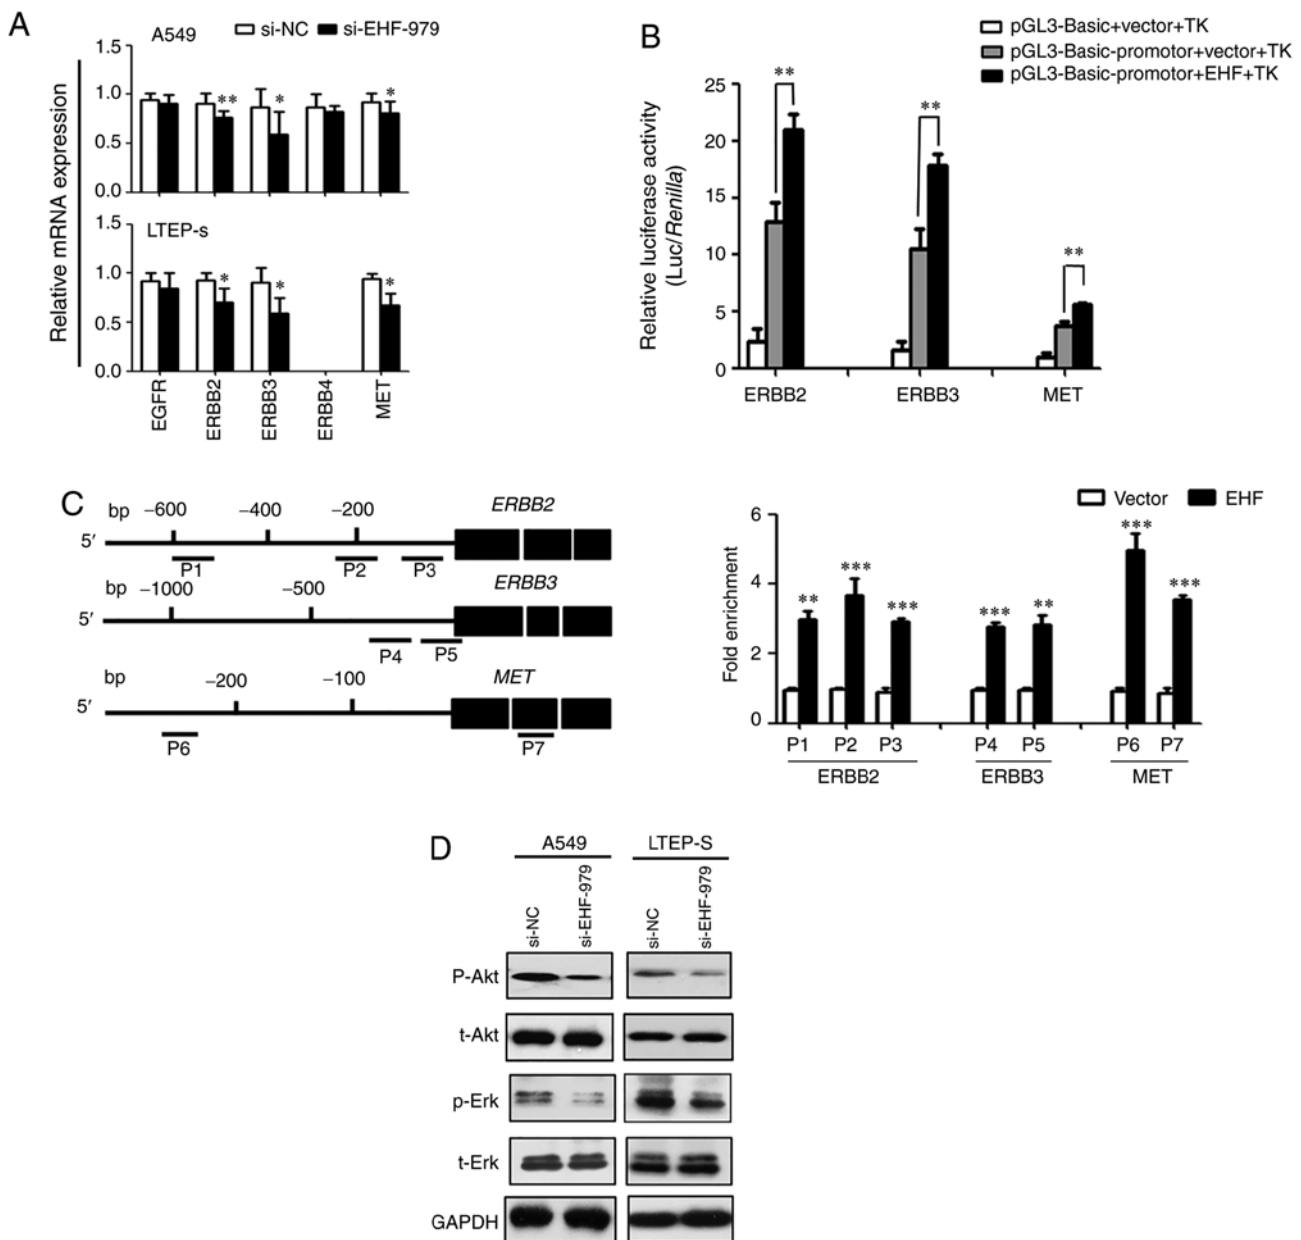 A
si-NC si-EHF-979
A549
Relative mRNA expression
1.5
1.0
0.5
0.0
** * *
LTEP-s
1.5
1.0
0.5
0.0
* * *
EGFR ERBB2 ERBB3 ERBB4 MET
B
pGL3-Basic+vector+TK
pGL3-Basic-promotor+vector+TK
pGL3-Basic-promotor+EHF+TK
Relative luciferase activity
(Luc/Renilla)
25
20
15
10
5
0
** ** **
ERBB2 ERBB3 MET
C
bp −600 −400 −200 ERBB2
5′
P1 P2 P3
bp −1000 −500 ERBB3
5′
P4 P5
bp −200 −100 MET
5′
P6 P7
Vector EHF
Fold enrichment
6
4
2
0
** *** *** *** ** *** ***
P1 P2 P3 P4 P5 P6 P7
ERBB2 ERBB3 MET
D
A549 LTEP-S
si-NC si-EHF-979 si-NC si-EHF-979
P-Akt
t-Akt
p-Erk
t-Erk
GAPDH